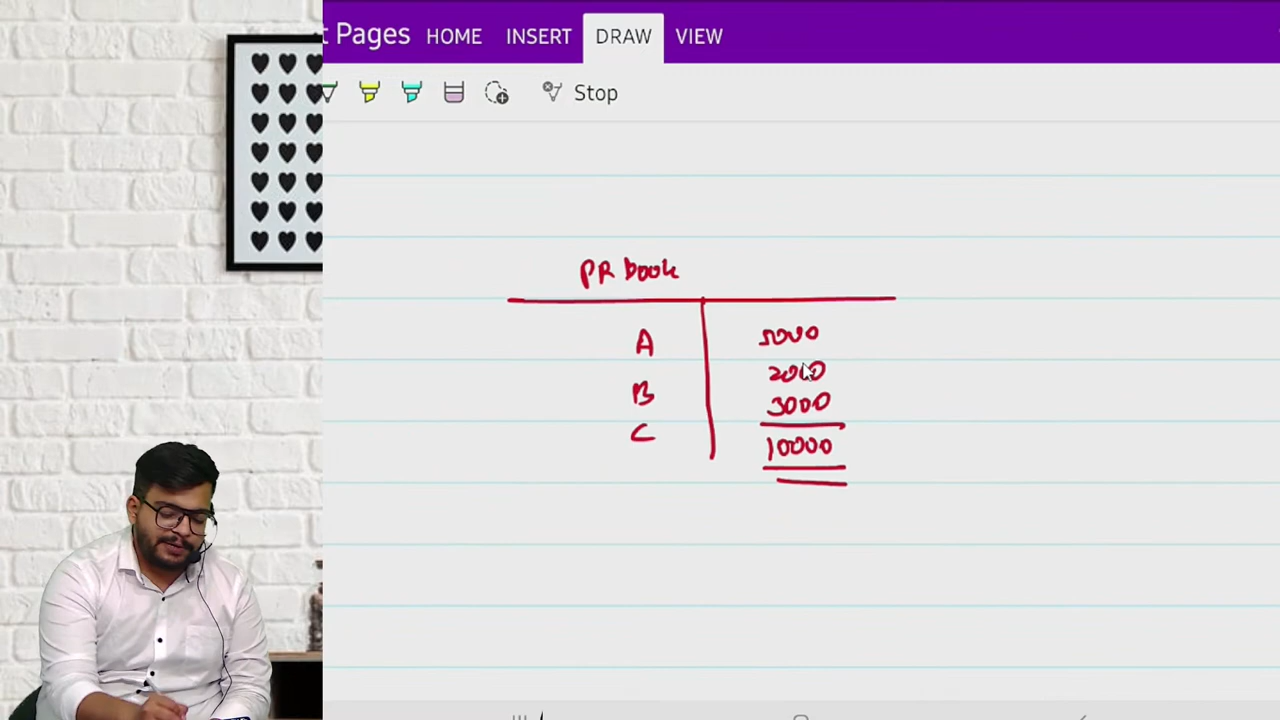 t Pages HOME INSERT DRAW VIEW
Stop
PR book
A 5000
B 2000
3000
C 10000